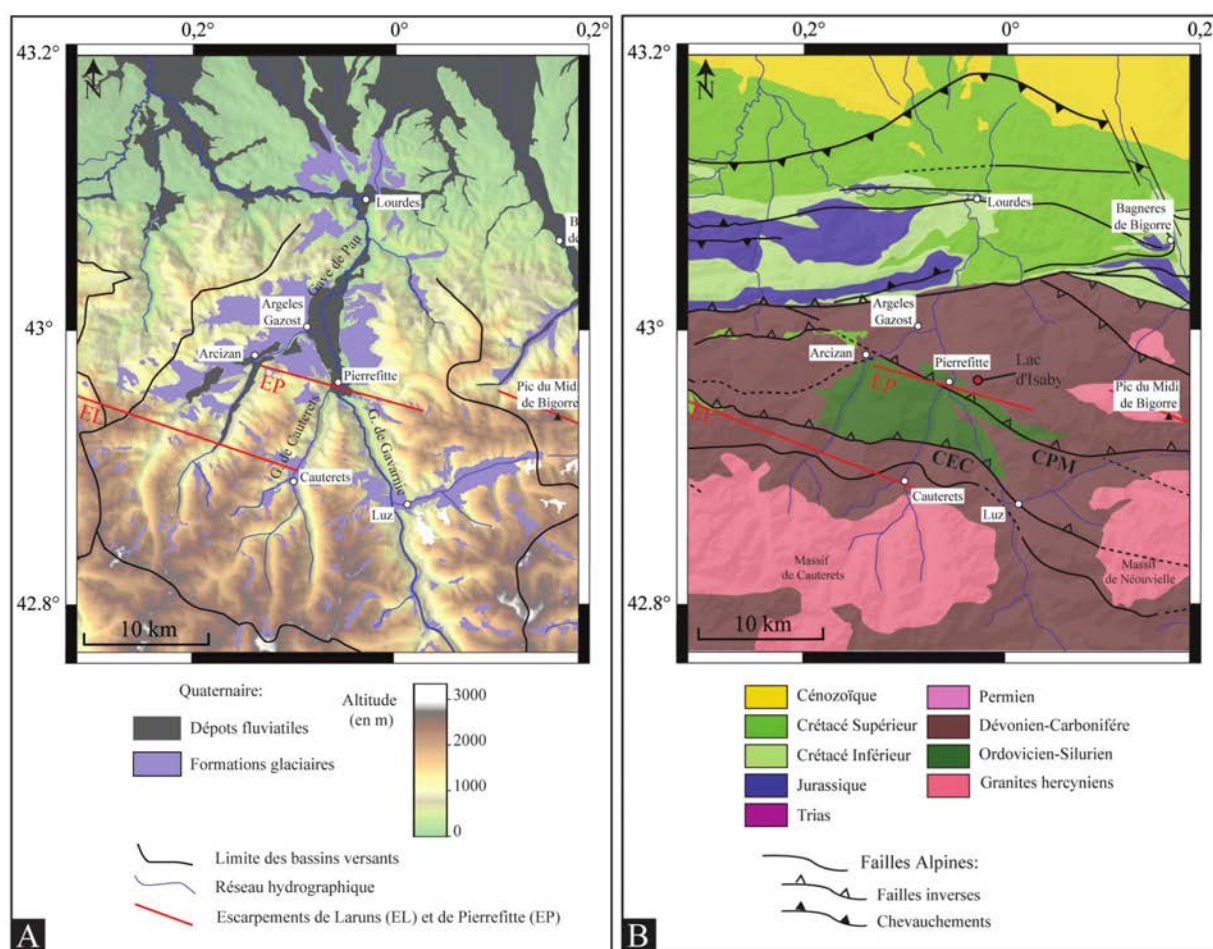 0,2°
0°
0,2°
43,2°
N
Lourdes
B
de
Gave de Pau
Argeles
Gazost
43°
Arcizan
EP
Pierrefitte
Pic du Midi
de Bigorre
EL
G. de Cauterets
G. de Gavarnie
Cauterets
Luz
42,8°
10 km
Quaternaire:
Dépots fluviatiles
Formations glaciaires
Altitude
(en m)
3000
2000
1000
0
Limite des bassins versants
Réseau hydrographique
Escarpements de Laruns (EL) et de Pierrefitte (EP)
A
0,2°
0°
0,2°
43,2°
N
Lourdes
Bagneres
de Bigorre
Argeles
Gazost
43°
Arcizan
Pierrefitte
Lac
d'Isaby
EP
Pic du Midi
de Bigorre
EL
CEC
CPM
Cauterets
Luz
Massif
de Cauterets
Massif
de Néouvielle
42,8°
10 km
Cénozoïque
Crétacé Supérieur
Crétacé Inférieur
Jurassique
Trias
Permien
Dévonien-Carbonifére
Ordovicien-Silurien
Granites hercyniens
Failles Alpines:
Failles inverses
Chevauchements
B